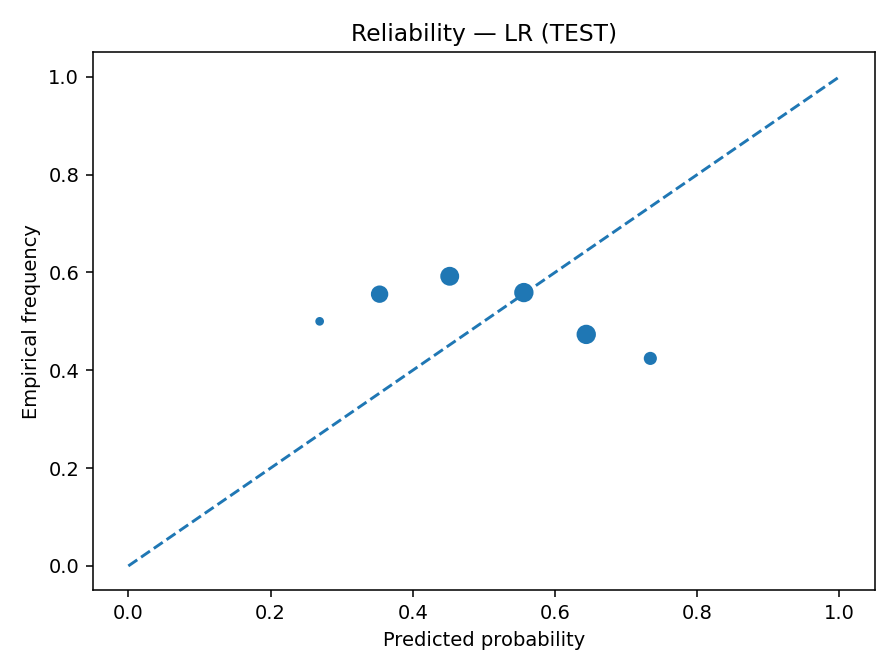 Reliability — LR (TEST)
1.0
0.8
0.6
0.4
0.2
0.0
Empirical frequency
0.0 0.2 0.4 0.6 0.8 1.0
Predicted probability